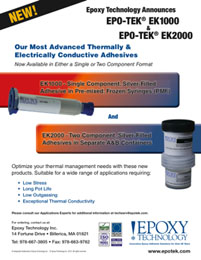 NEW!
Epoxy Technology Announces
EPO-TEK® EK1000
&
EPO-TEK® EK2000
Our Most Advanced Thermally &
Electrically Conductive Adhesives
Now Available in Either a Single or Two Component Format
EK1000 - Single Component, Silver-Filled
Adhesive in Pre-mixed, Frozen Syringes (PMF)
And
EK2000 - Two Component, Silver-Filled
Adhesives in Separate A&B Containers
Optimize your thermal management needs with these new
products. Suitable for a wide range of applications requiring:
• Low Stress
• Long Pot Life
• Low Outgassing
• Exceptional Thermal Conductivity
Please consult our Applications Experts for additional information at techserv@epotek.com
For ordering, contact us at:
Epoxy Technology Inc.
14 Fortune Drive • Billerica, MA 01821
Tel: 978-667-3805 • Fax: 978-663-9782
EPOXY
TECHNOLOGY
www.epotek.com